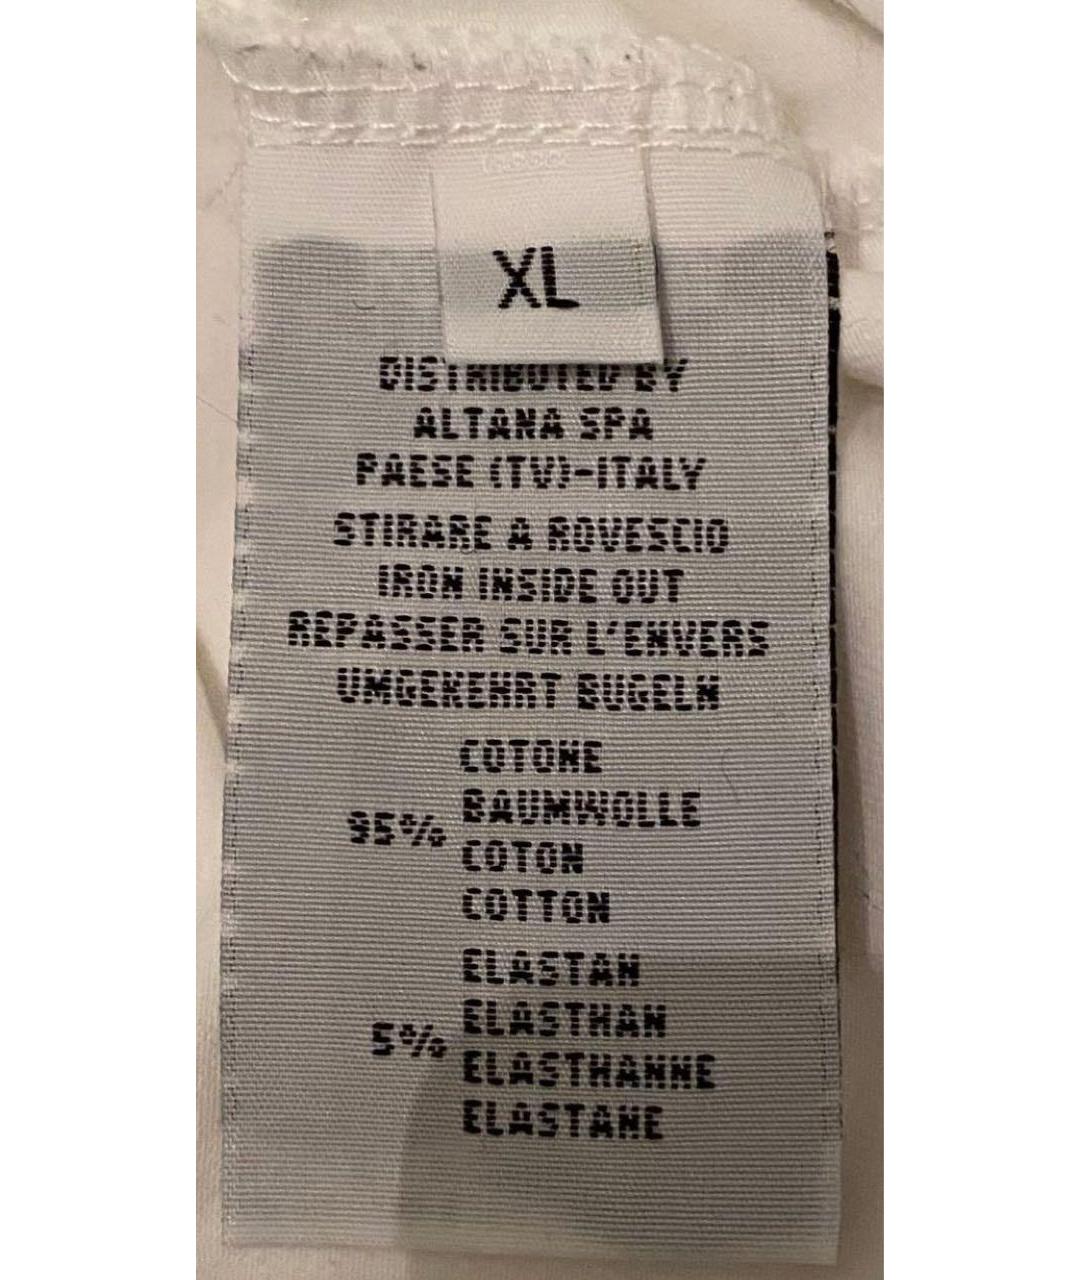 XL
DISTRIBUTED BY
ALTANA SPA
PAESE (TV)-ITALY
STIRARE A ROVESCIO
IRON INSIDE OUT
REPASSER SUR L'ENVERS
UMGEKEHRT BUGELN
COTONE
BAUMWOLLE
95%
COTON
COTTON
ELASTAN
ELASTHAN
5%
ELASTHANNE
ELASTANE